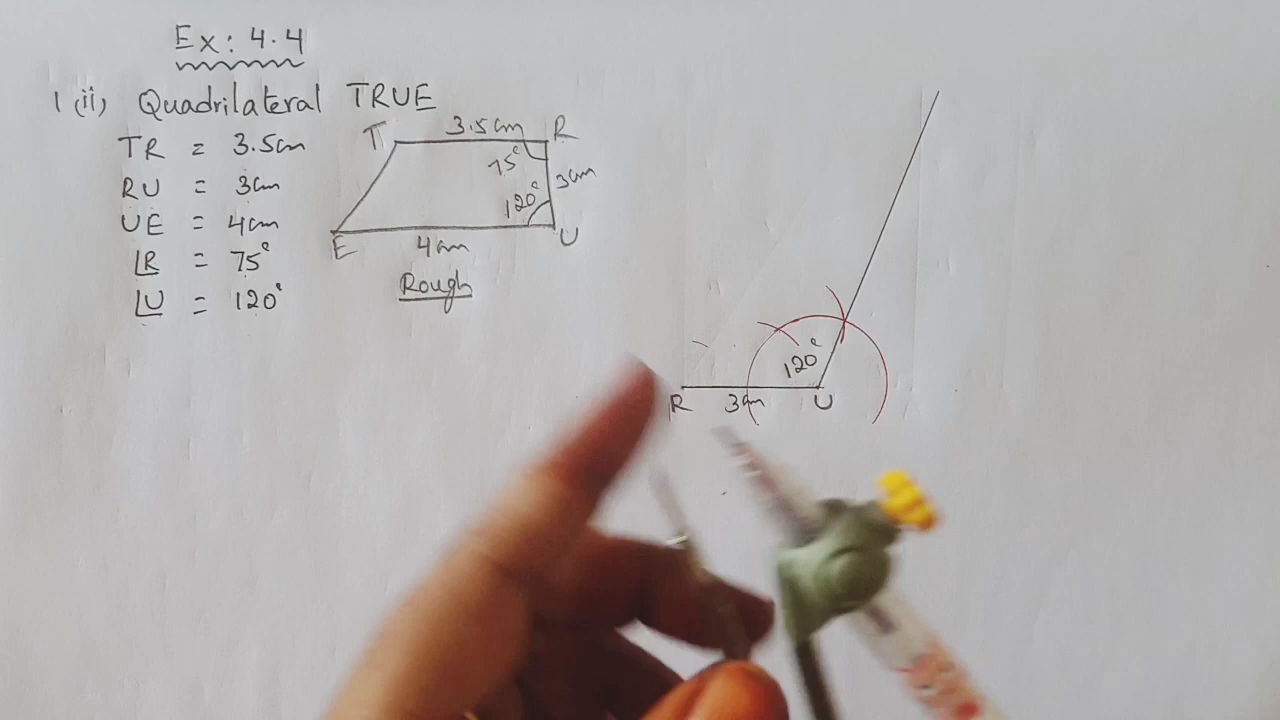 Ex: 4.4
1 (ii) Quadrilateral TRUE
TR = 3.5cm
RU = 3cm
UE = 4cm
∠R = 75°
∠U = 120°
T 3.5cm R
75° 3cm
120°
E 4cm U
Rough
120°
R 3cm U